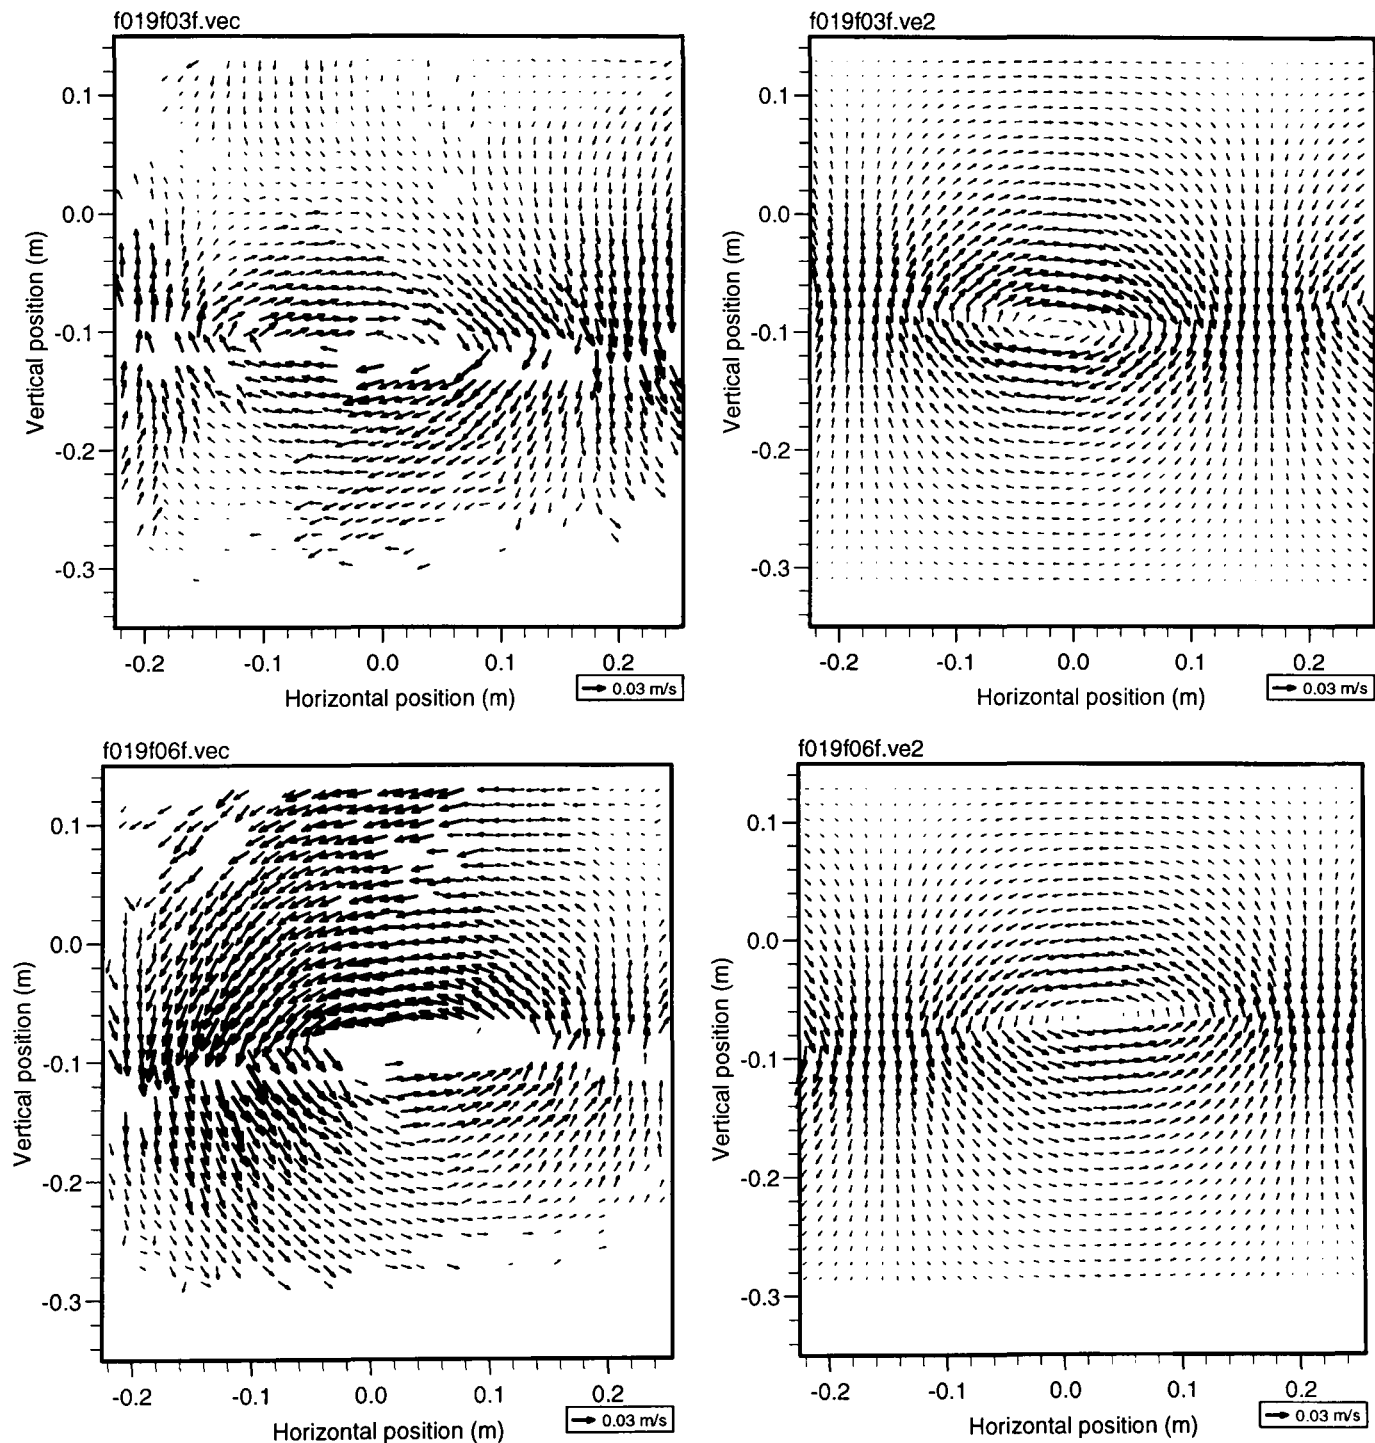 f019f03f.vec
0.1
0.0
-0.1
-0.2
-0.3
Vertical position (m)
-0.2 -0.1 0.0 0.1 0.2
Horizontal position (m)
0.03 m/s
f019f03f.ve2
0.1
0.0
-0.1
-0.2
-0.3
Vertical position (m)
-0.2 -0.1 0.0 0.1 0.2
Horizontal position (m)
0.03 m/s
f019f06f.vec
0.1
0.0
-0.1
-0.2
-0.3
Vertical position (m)
-0.2 -0.1 0.0 0.1 0.2
Horizontal position (m)
0.03 m/s
f019f06f.ve2
0.1
0.0
-0.1
-0.2
-0.3
Vertical position (m)
-0.2 -0.1 0.0 0.1 0.2
Horizontal position (m)
0.03 m/s